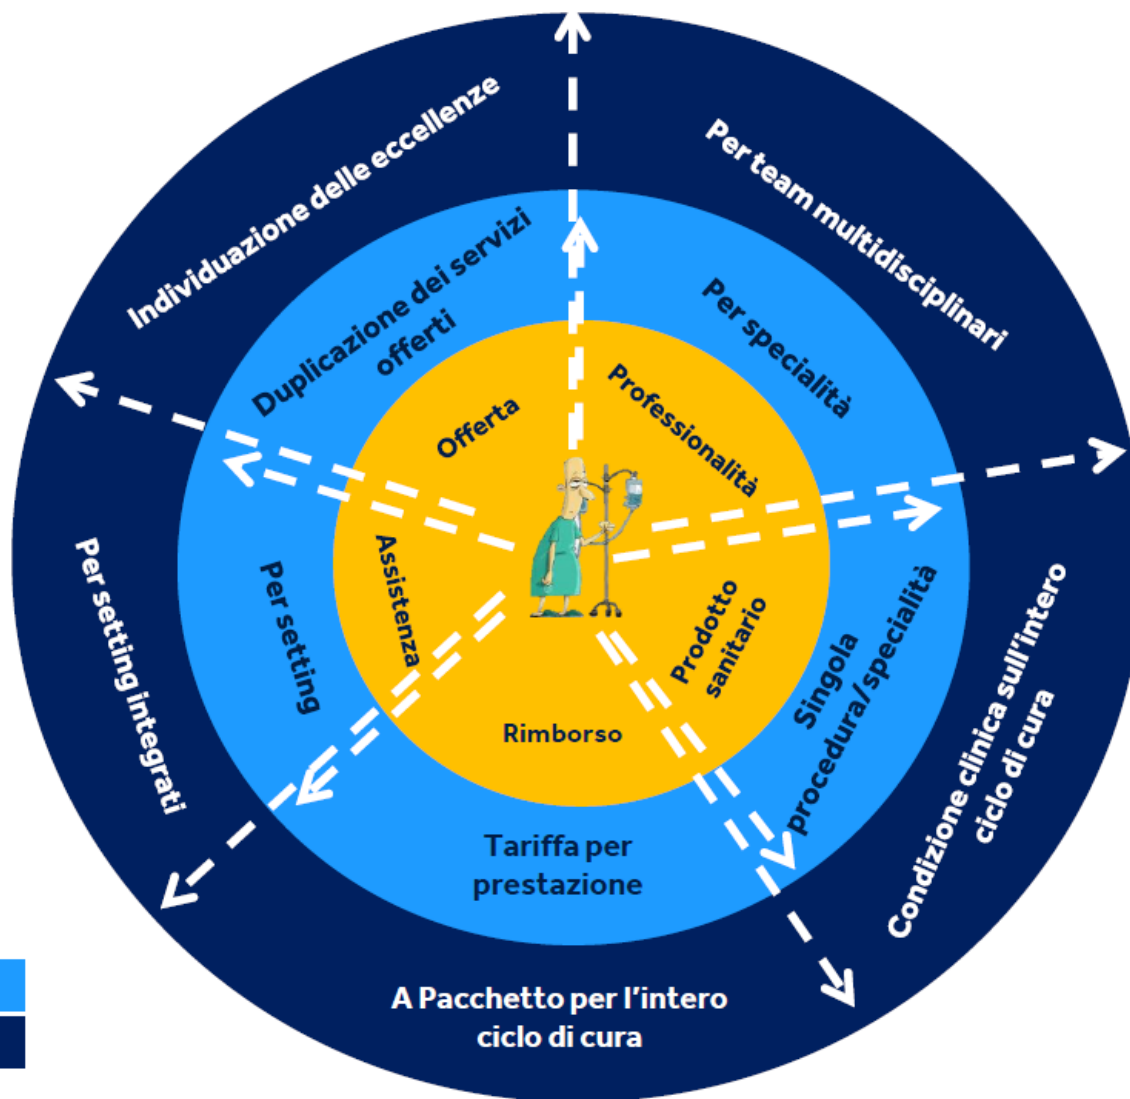 Individuazione delle eccellenze
Per team multidisciplinari
Duplicazione dei servizi
offerti
Per specialità
Offerta
Professionalità
Assistenza
Prodotto
sanitario
Rimborso
Per setting
Singola
procedura/specialità
Tariffa per
prestazione
Per setting integrati
Condizione clinica sull'intero
ciclo di cura
A Pacchetto per l'intero
ciclo di cura